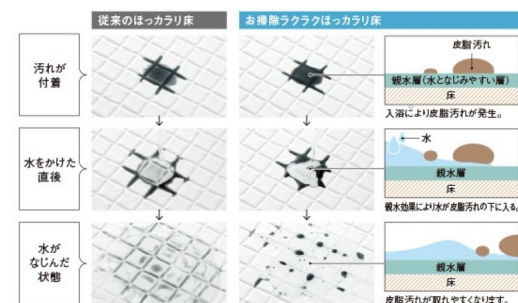 従来のほっカラリ床
お掃除ラクラクほっカラリ床
汚れが
付着
皮脂汚れ
親水層(水となじみやすい層)
床
入浴により皮脂汚れが発生。
水をかけた
直後
水
親水層
床
親水効果により水が皮脂汚れの下に入る。
水が
なじんだ
状態
親水層
床
皮脂汚れが取れやすくなります。